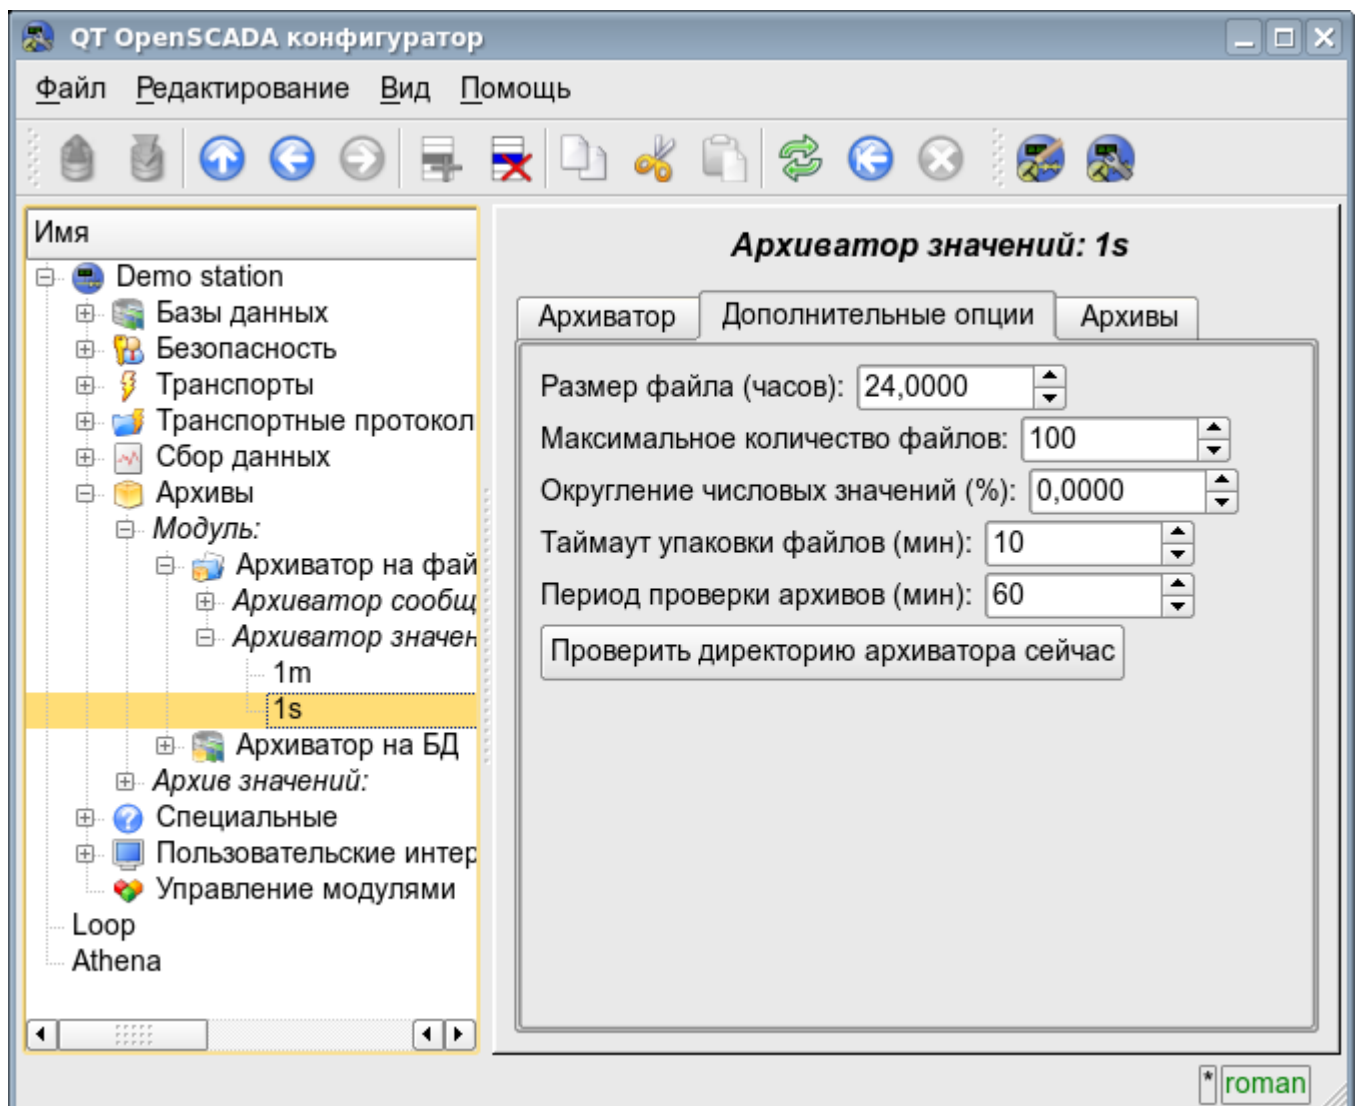 QT OpenSCADA конфигуратор
Файл Редактирование Вид Помощь
Имя
Demo station
Базы данных
Безопасность
Транспорты
Транспортные протокол
Сбор данных
Архивы
Модуль:
Архиватор на фай
Архиватор сообщ
Архиватор значен
1m
1s
Архиватор на БД
Архив значений:
Специальные
Пользовательские интер
Управление модулями
Loop
Athena
Архиватор значений: 1s
Архиватор Дополнительные опции Архивы
Размер файла (часов): 24,0000
Максимальное количество файлов: 100
Округление числовых значений (%): 0,0000
Таймаут упаковки файлов (мин): 10
Период проверки архивов (мин): 60
Проверить директорию архиватора сейчас
* roman